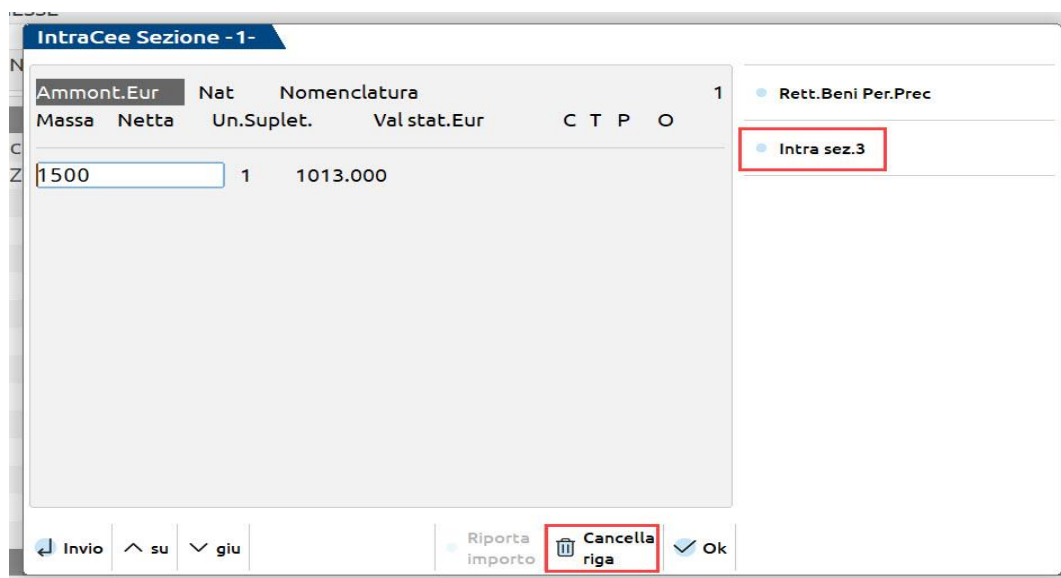 IntraCee Sezione -1-
Ammont.Eur Nat Nomenclatura 1
Massa Netta Un.Suplet. Val stat.Eur C T P O
1500 1 1013.000
Rett.Beni Per.Prec
Intra sez.3
Invio su giu Riporta importo Cancella riga Ok